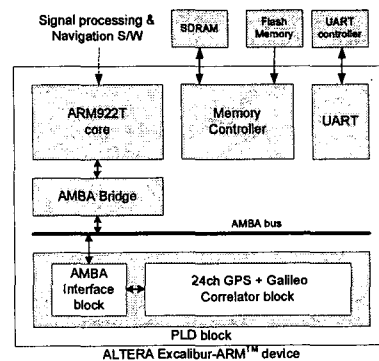 Signal processing &
Navigation S/W
SDRAM
Flash
Memory
UART
controller
ARM922T
core
Memory
Controller
UART
AMBA Bridge
AMBA bus
AMBA
Interface
block
24ch GPS + Galileo
Correlator block
PLD block
ALTERA Excalibur-ARM™ device